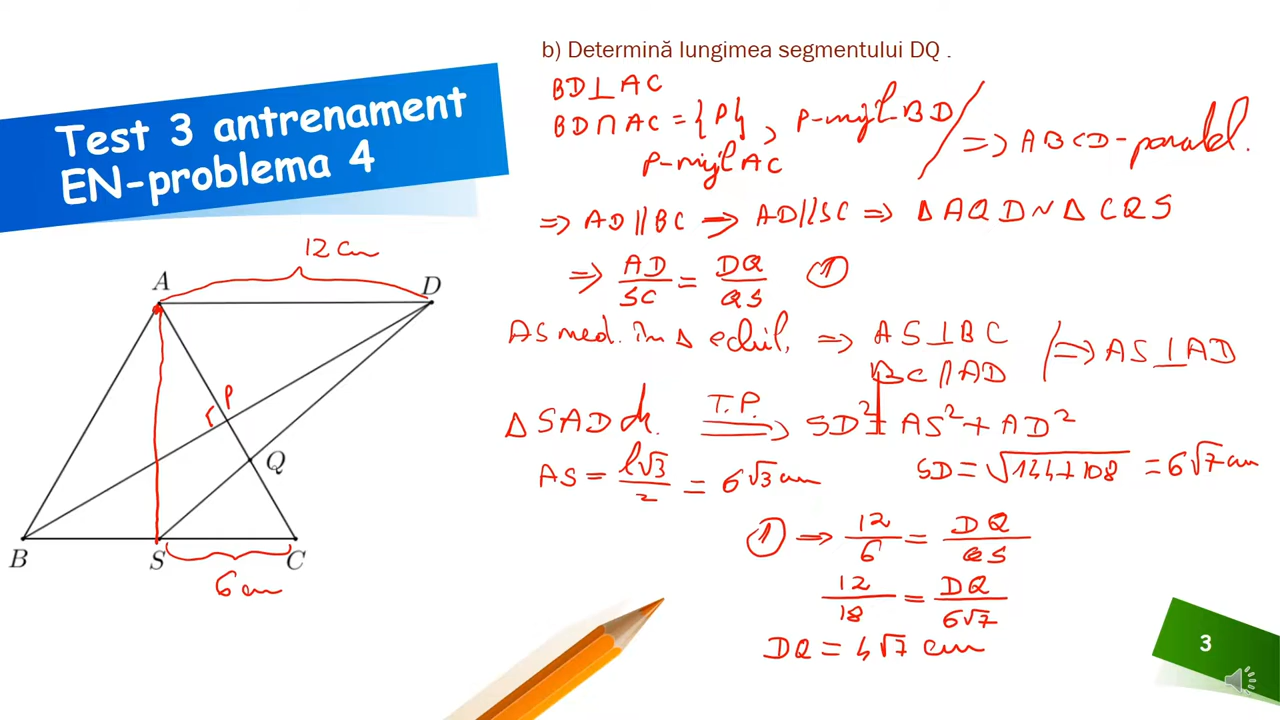 Test 3 antrenament
EN-problema 4
b) Determină lungimea segmentului DQ .
BD⊥AC
BD∩AC = {P} , P-mijl BD
P-mijl AC
=> ABCD-paralel.
=> AD∥BC → AD∥SC => ΔAQD ~ ΔCQS
=> AD/SC = DQ/QS ①
AS med. în Δ echil, => AS⊥BC
BC∥AD
=> AS⊥AD
ΔSAD dr. T.P. => SD² = AS² + AD²
AS = l√3/2 = 6√3 cm
SD = √144+108 = 6√7 cm
① => 12/6 = DQ/QS
12/18 = DQ/6√7
DQ = 4√7 cm
12 cm
A
D
P
Q
B
S
C
6 cm
3